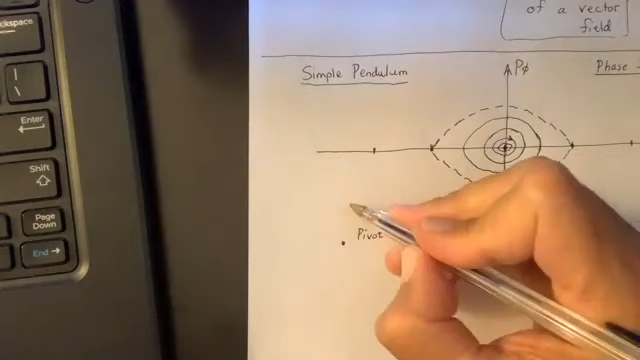 of a vector
field
Simple Pendulum
Pϕ
Phase
Pivot
Backspace
|
\
Enter
Shift
Page
Down
End